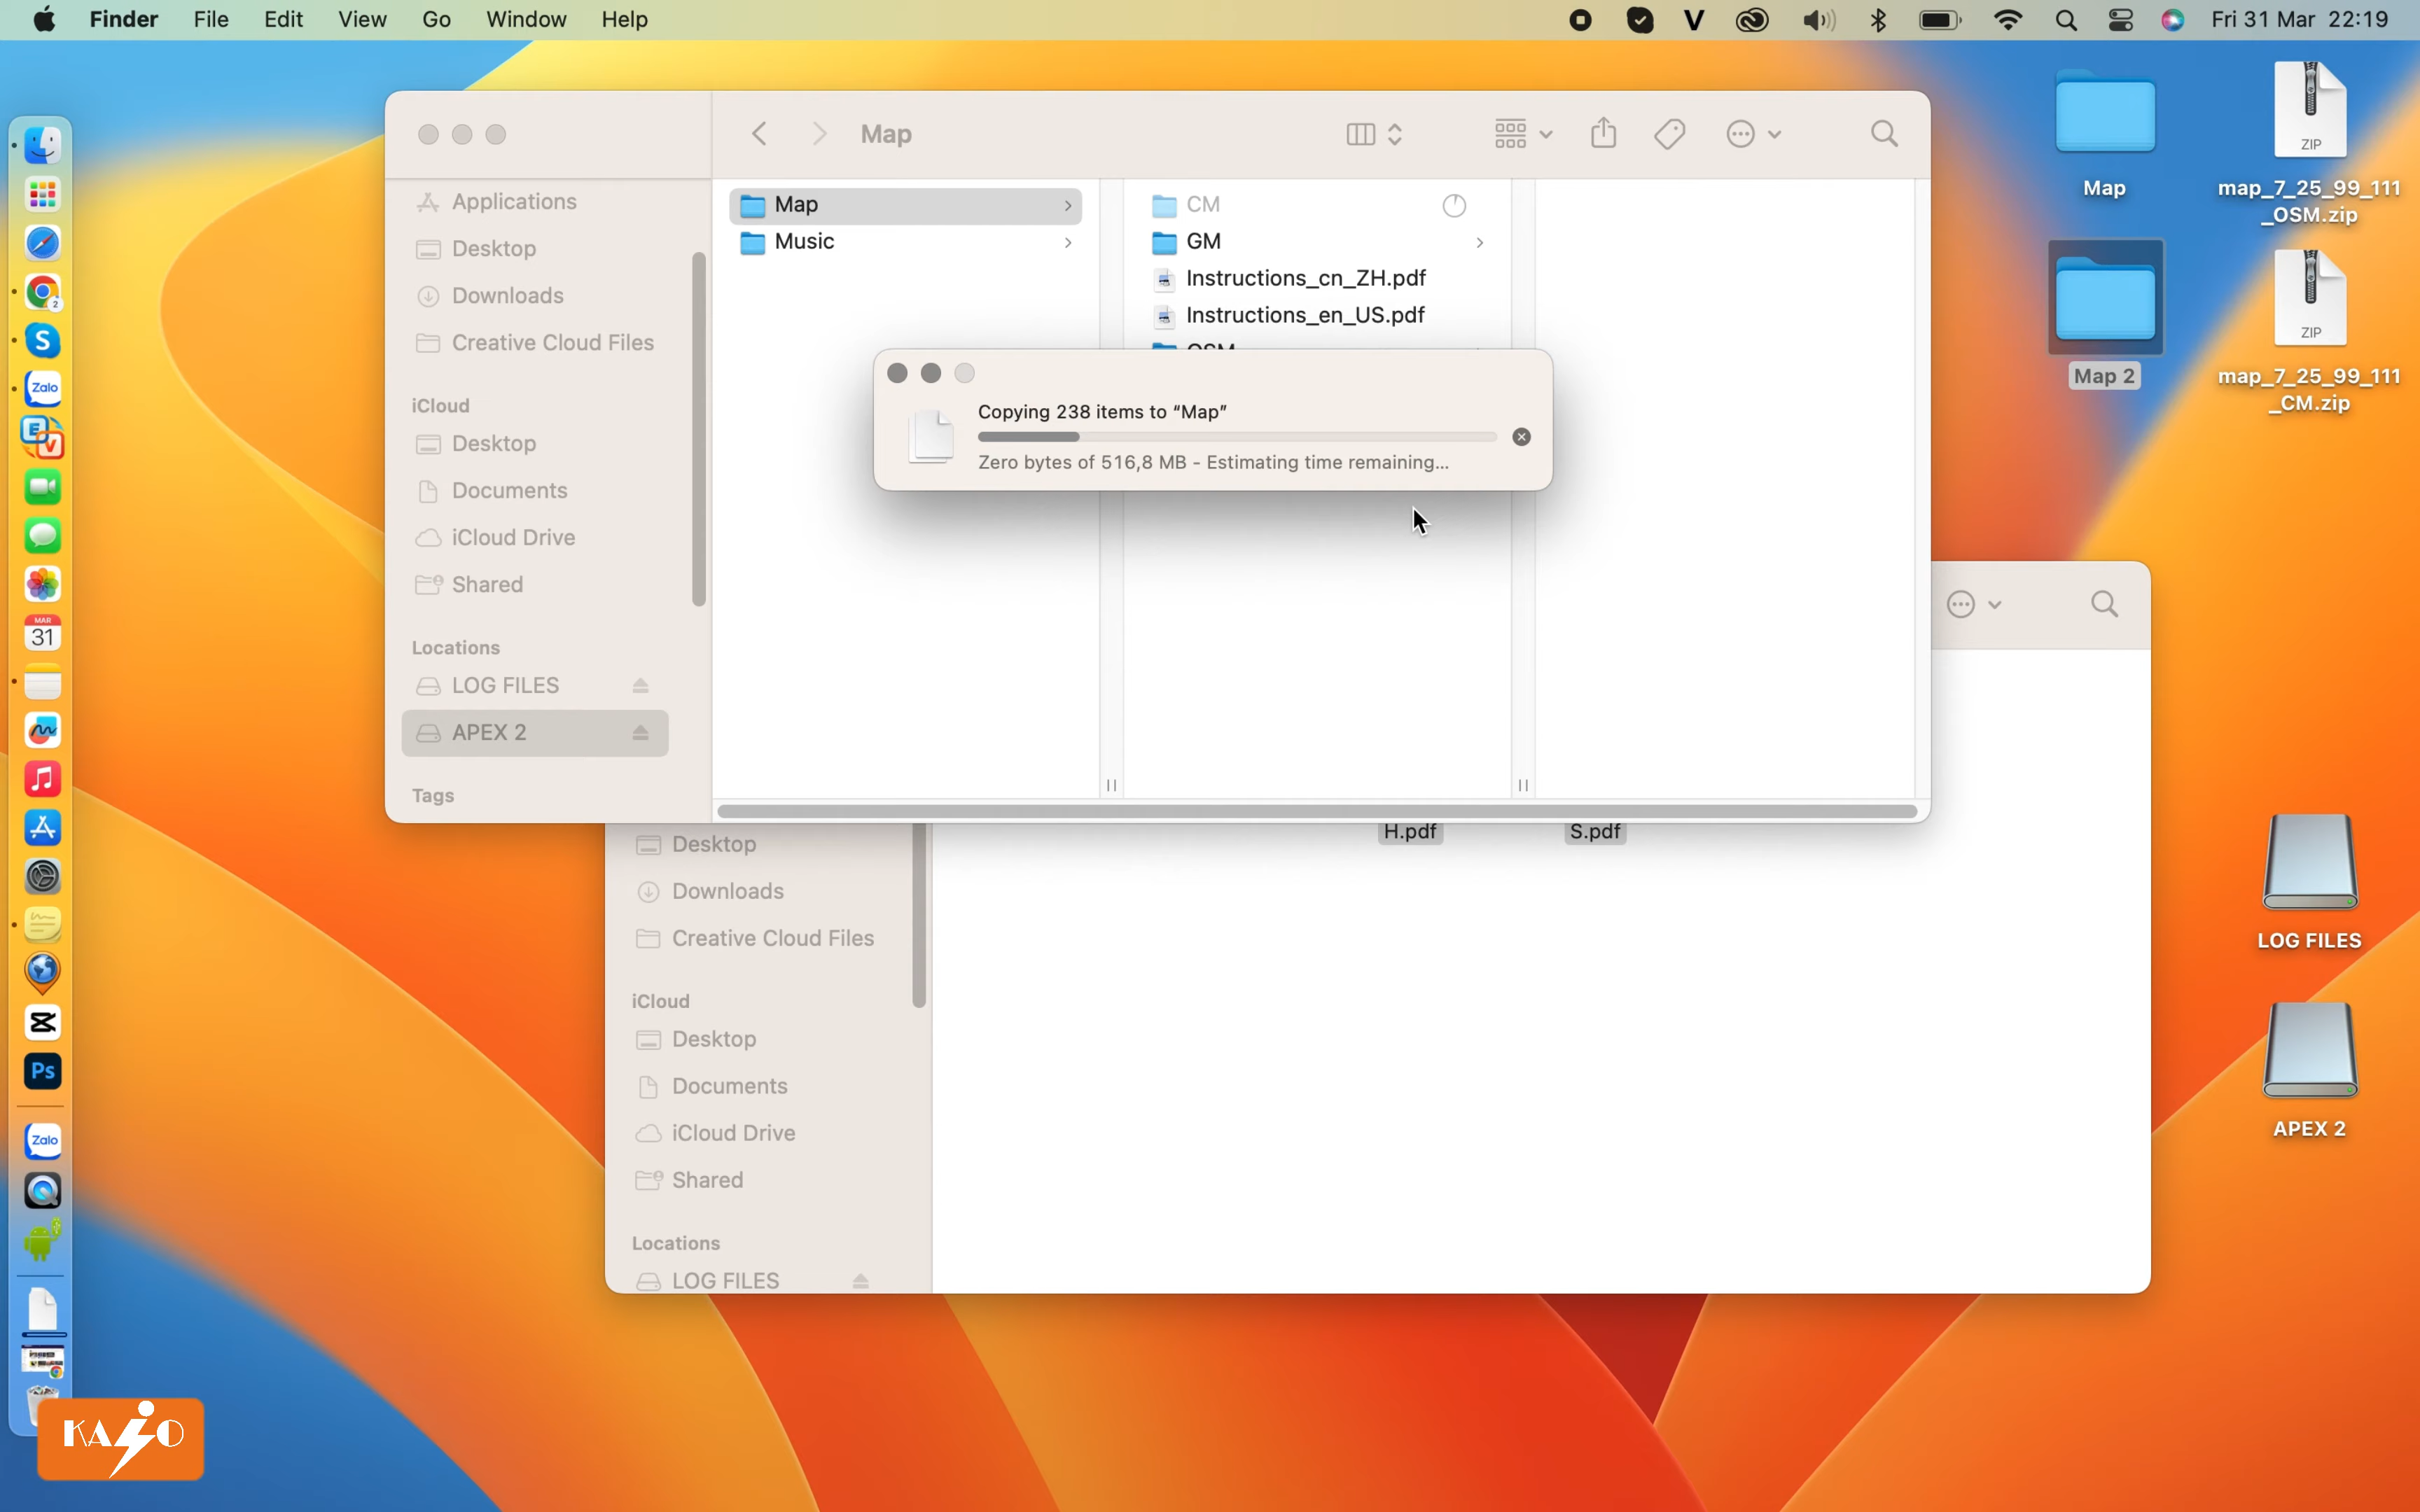 Finder File Edit View Go Window Help
Fri 31 Mar 22:19
Map
Applications
Desktop
Downloads
Creative Cloud Files
iCloud
Desktop
Documents
iCloud Drive
Shared
Locations
LOG FILES
APEX 2
Tags
Map
Music
CM
GM
Instructions_cn_ZH.pdf
Instructions_en_US.pdf
OSM
Copying 238 items to “Map”
Zero bytes of 516,8 MB - Estimating time remaining...
H.pdf
S.pdf
Desktop
Downloads
Creative Cloud Files
iCloud
Desktop
Documents
iCloud Drive
Shared
Locations
LOG FILES
Map
ZIP
map_7_25_99_111
_OSM.zip
Map 2
ZIP
map_7_25_99_111
_CM.zip
LOG FILES
APEX 2
2
S
Zalo
E
V
MAR
31
Ps
Zalo
KAIO